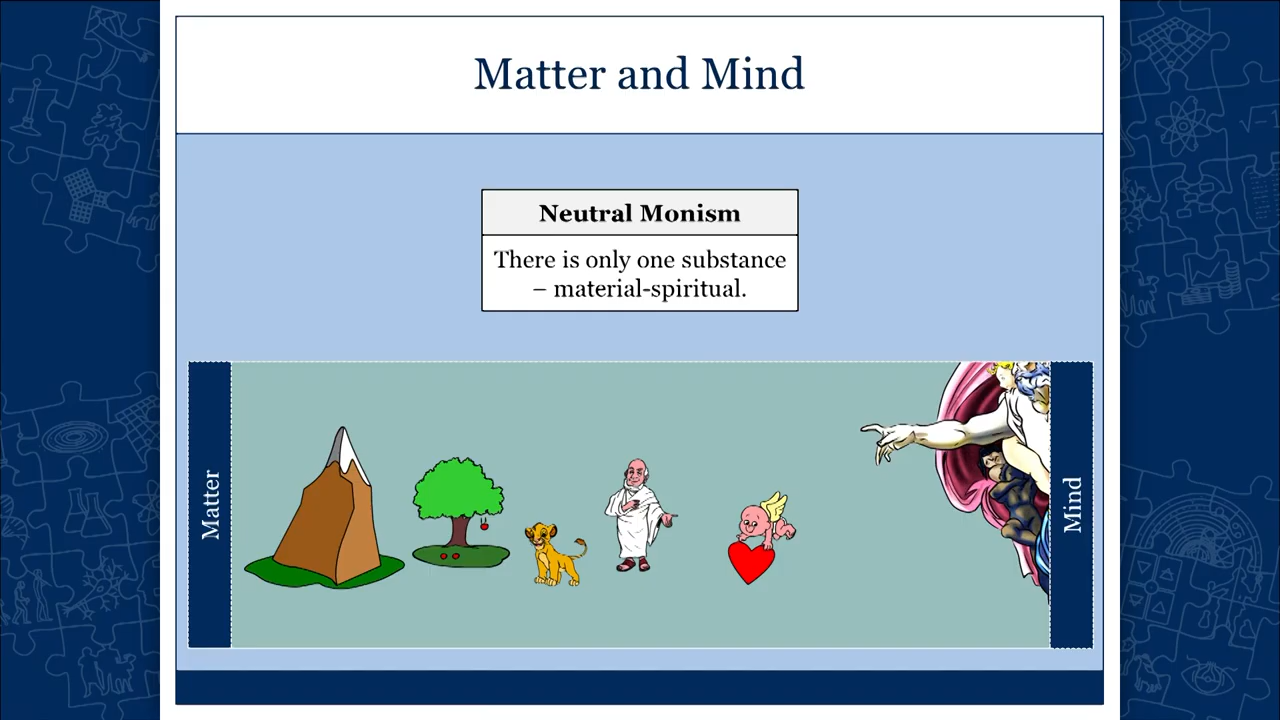 Matter and Mind
Neutral Monism
There is only one substance
– material-spiritual.
Matter
Mind